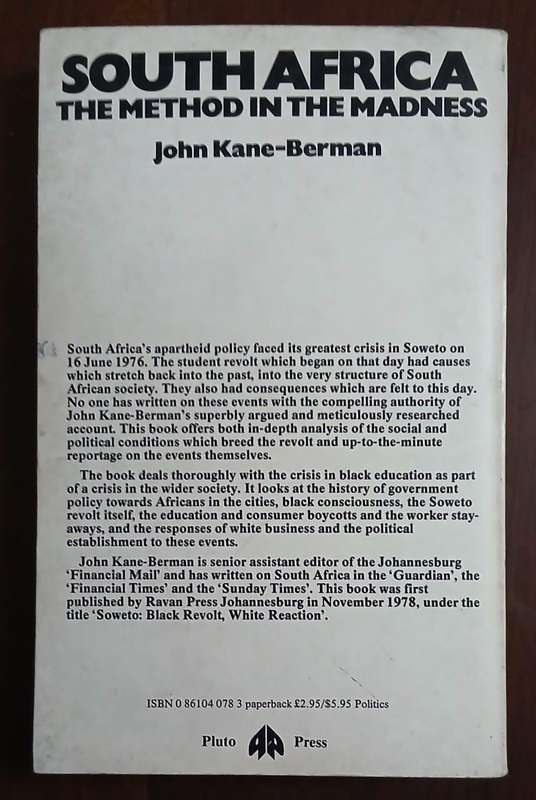 SOUTH AFRICA
THE METHOD IN THE MADNESS
John Kane-Berman
South Africa's apartheid policy faced its greatest crisis in Soweto on
16 June 1976. The student revolt which began on that day had causes
which stretch back into the past, into the very structure of South
African society. They also had consequences which are felt to this day.
No one has written on these events with the compelling authority of
John Kane-Berman's superbly argued and meticulously researched
account. This book offers both in-depth analysis of the social and
political conditions which breed the revolt and up-to-the-minute
reportage on the events themselves.
The book deals thoroughly with the crisis in black education as part
of a crisis in the wider society. It looks at the history of government
policy towards Africans in the cities, black consciousness, the Soweto
revolt itself, the education and consumer boycotts and the worker stay-
aways, and the responses of white business and the political
establishment to these events.
John Kane-Berman is senior assistant editor of the Johannesburg
'Financial Mail' and has written on South Africa in the 'Guardian', the
'Financial Times' and the 'Sunday Times'. This book was first
published by Ravan Press Johannesburg in November 1978, under the
title 'Soweto: Black Revolt, White Reaction'.
ISBN 0 86104 078 3 paperback £2.95/$5.95 Politics
Pluto Press